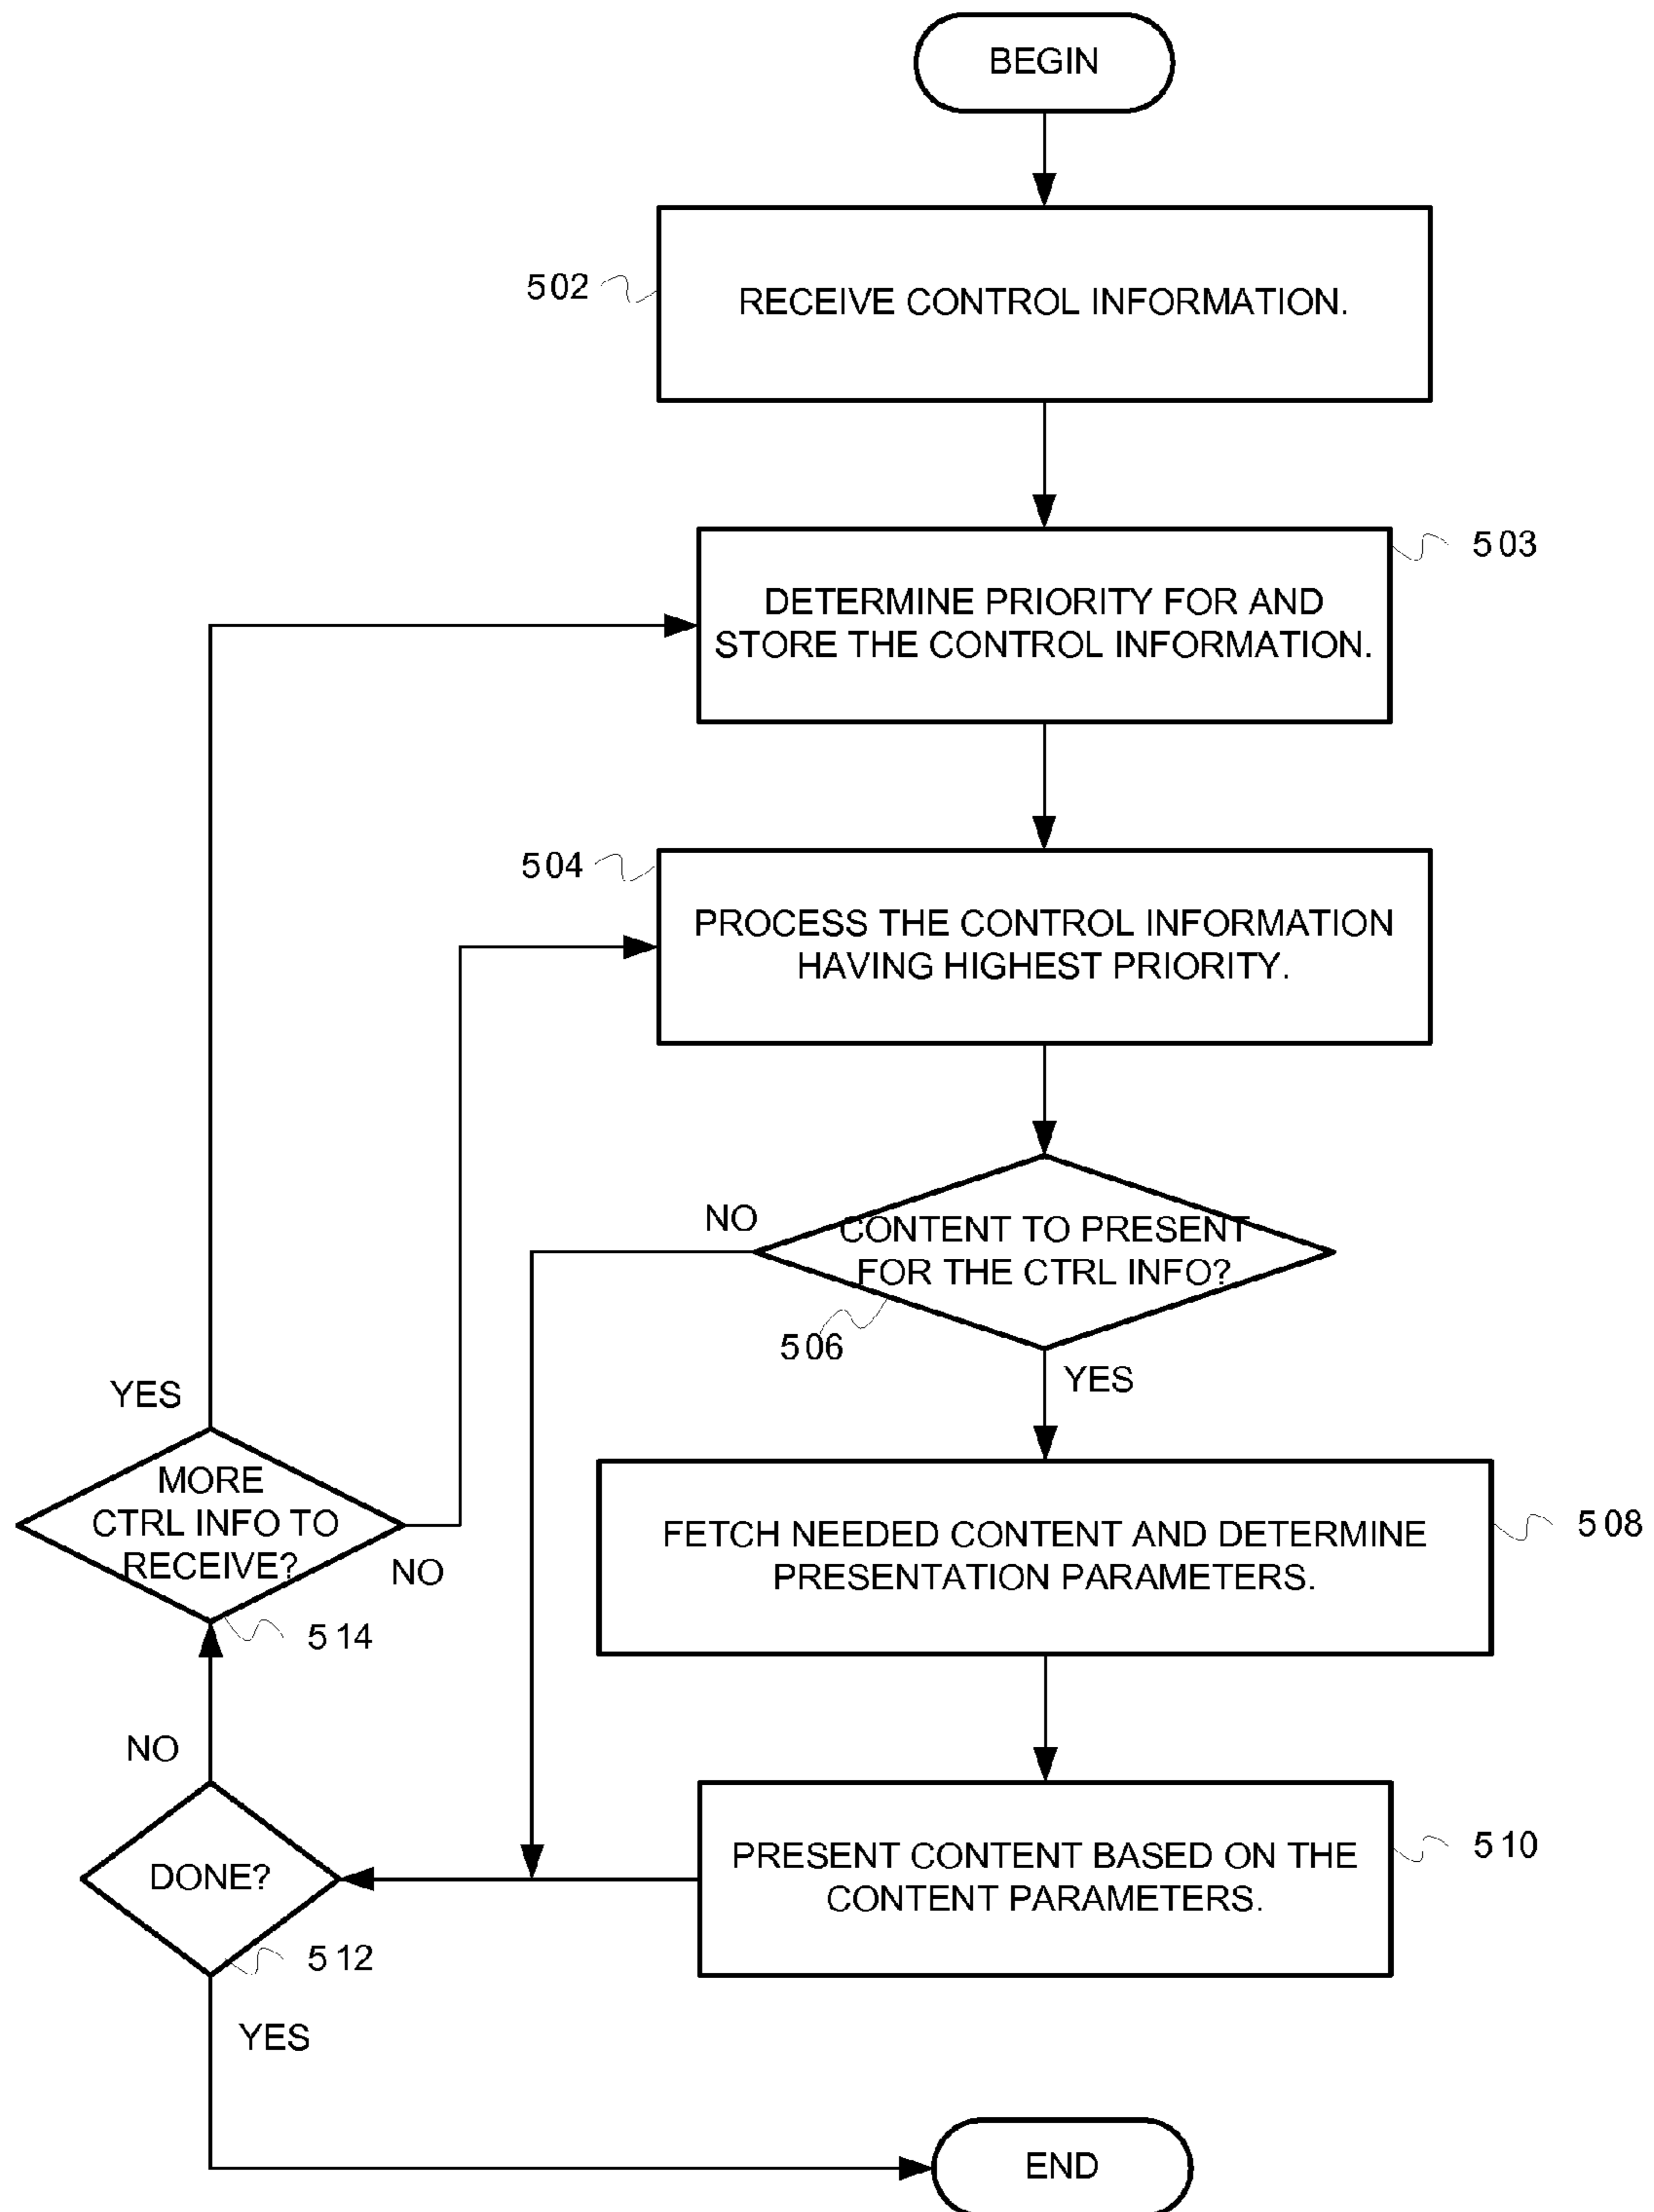 BEGIN
502
RECEIVE CONTROL INFORMATION.
503
DETERMINE PRIORITY FOR AND
STORE THE CONTROL INFORMATION.
504
PROCESS THE CONTROL INFORMATION
HAVING HIGHEST PRIORITY.
NO
CONTENT TO PRESENT
FOR THE CTRL INFO?
506
YES
YES
MORE
CTRL INFO TO
RECEIVE?
NO
514
FETCH NEEDED CONTENT AND DETERMINE
PRESENTATION PARAMETERS.
508
NO
DONE?
512
PRESENT CONTENT BASED ON THE
CONTENT PARAMETERS.
510
YES
END